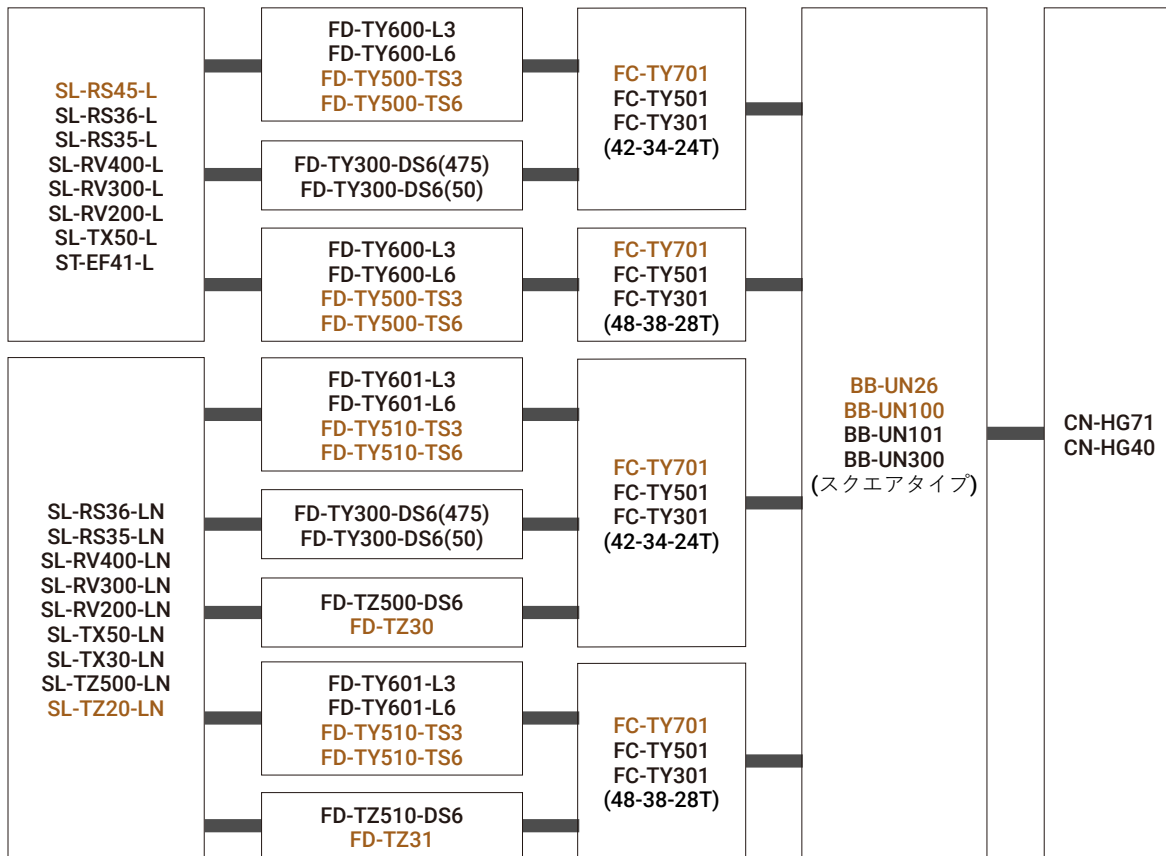 SL-RS45-L
SL-RS36-L
SL-RS35-L
SL-RV400-L
SL-RV300-L
SL-RV200-L
SL-TX50-L
ST-EF41-L
FD-TY600-L3
FD-TY600-L6
FD-TY500-TS3
FD-TY500-TS6
FD-TY300-DS6(475)
FD-TY300-DS6(50)
FC-TY701
FC-TY501
FC-TY301
(42-34-24T)
FD-TY600-L3
FD-TY600-L6
FD-TY500-TS3
FD-TY500-TS6
FC-TY701
FC-TY501
FC-TY301
(48-38-28T)
SL-RS36-LN
SL-RS35-LN
SL-RV400-LN
SL-RV300-LN
SL-RV200-LN
SL-TX50-LN
SL-TX30-LN
SL-TZ500-LN
SL-TZ20-LN
FD-TY601-L3
FD-TY601-L6
FD-TY510-TS3
FD-TY510-TS6
FD-TY300-DS6(475)
FD-TY300-DS6(50)
FD-TZ500-DS6
FD-TZ30
FC-TY701
FC-TY501
FC-TY301
(42-34-24T)
FD-TY601-L3
FD-TY601-L6
FD-TY510-TS3
FD-TY510-TS6
FD-TZ510-DS6
FD-TZ31
FC-TY701
FC-TY501
FC-TY301
(48-38-28T)
BB-UN26
BB-UN100
BB-UN101
BB-UN300
(スクエアタイプ)
CN-HG71
CN-HG40